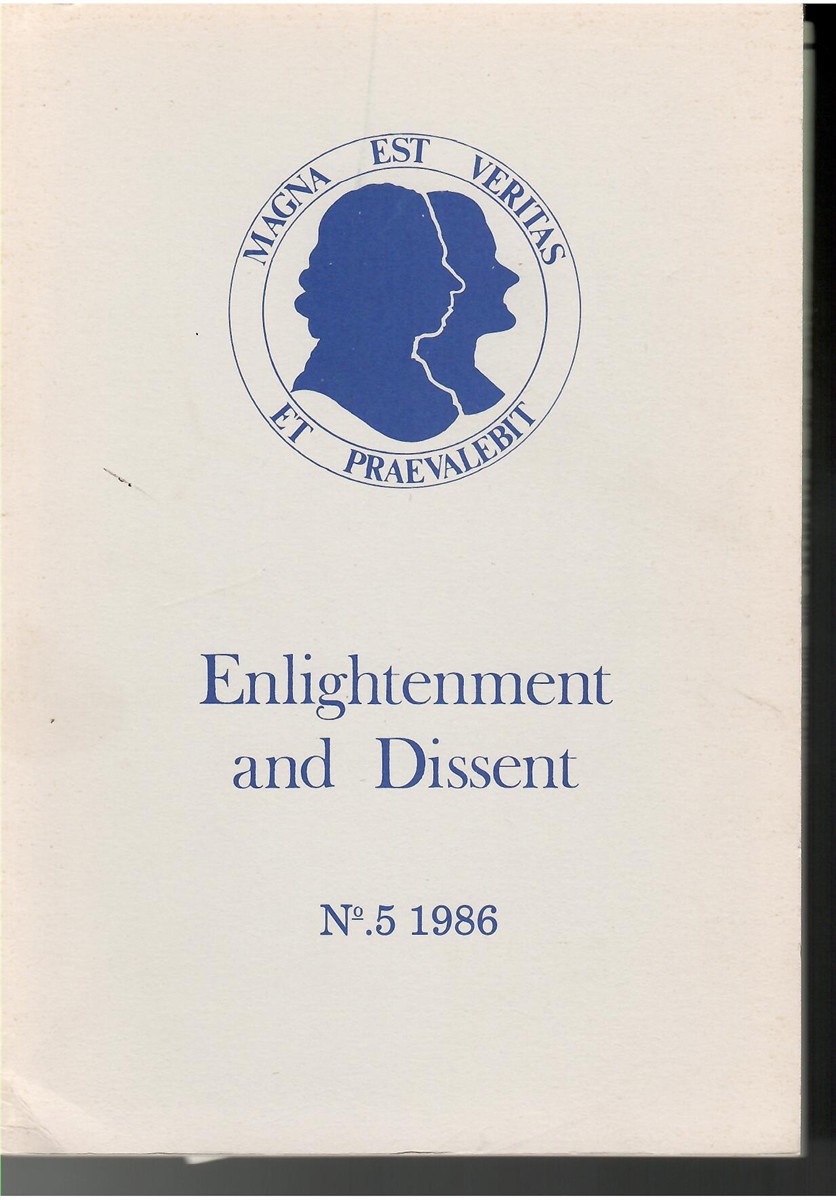 MAGNA EST VERITAS
ET PRAEVALEBIT
Enlightenment
and Dissent
Nº.5 1986